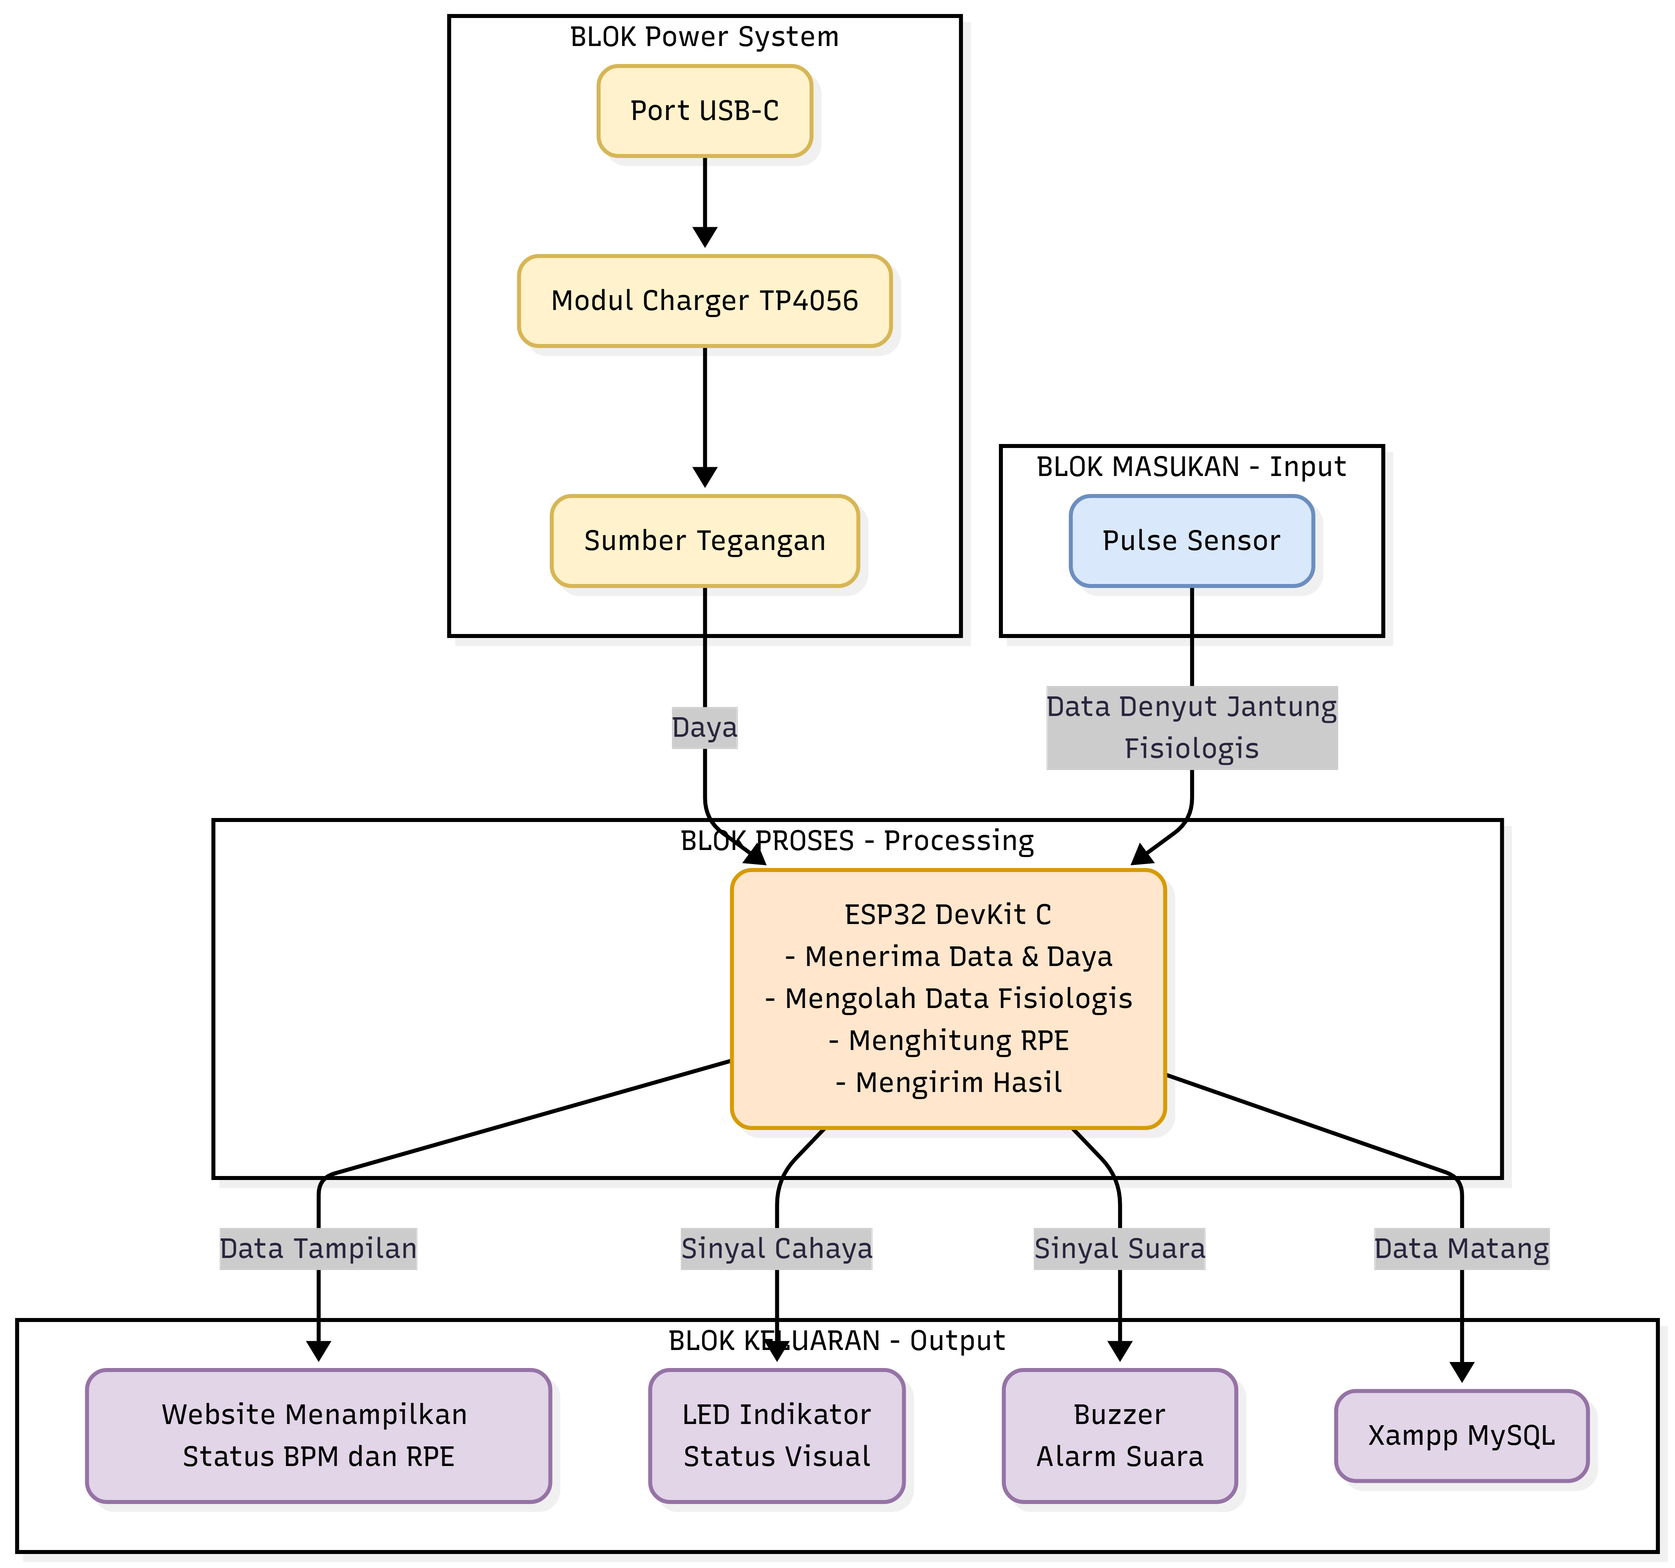 BLOK Power System
Port USB-C
Modul Charger TP4056
BLOK MASUKAN - Input
Sumber Tegangan
Pulse Sensor
Daya
Data Denyut Jantung
Fisiologis
BLOK PROSES - Processing
ESP32 DevKit C
- Menerima Data & Daya
- Mengolah Data Fisiologis
- Menghitung RPE
- Mengirim Hasil
Data Tampilan
Sinyal Cahaya
Sinyal Suara
Data Matang
BLOK KELUARAN - Output
Website Menampilkan
Status BPM dan RPE
LED Indikator
Status Visual
Buzzer
Alarm Suara
Xampp MySQL